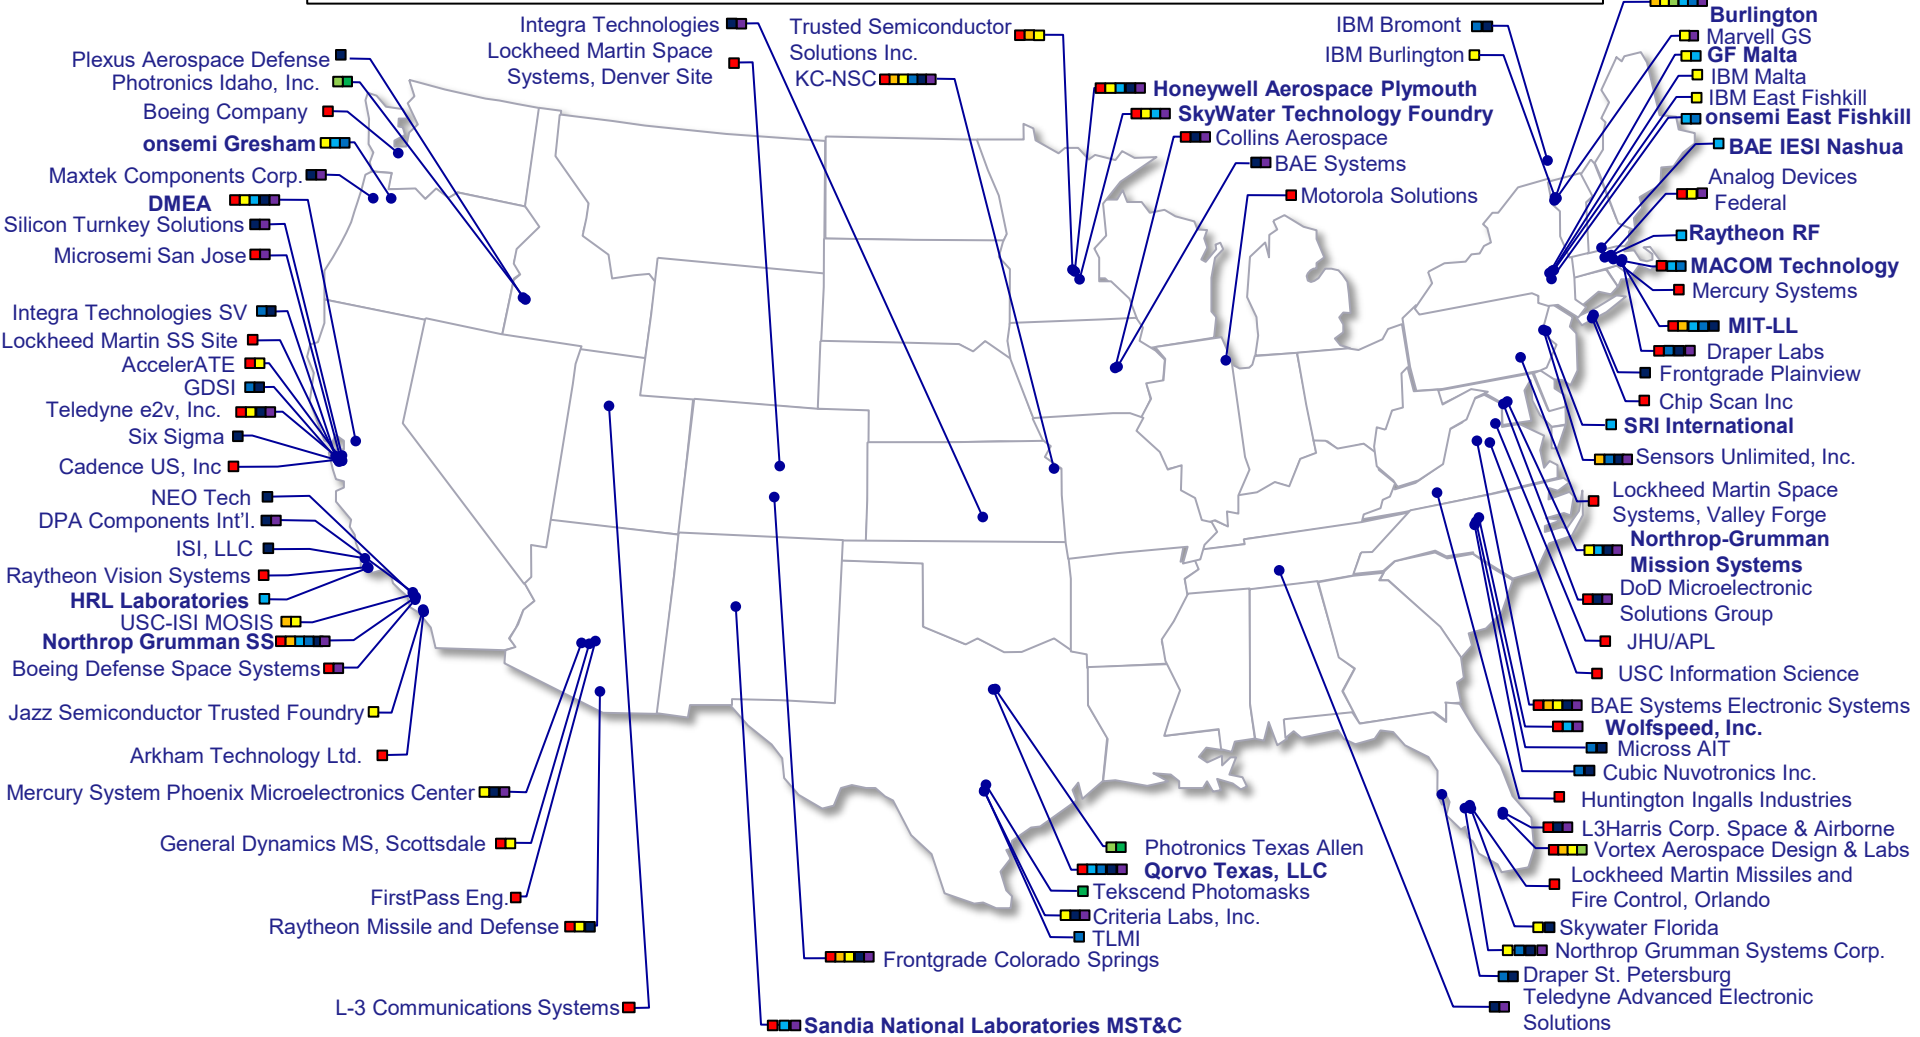 Integra Technologies
Lockheed Martin Space
Systems, Denver Site
Trusted Semiconductor
Solutions Inc.
KC-NSC
IBM Bromont
IBM Burlington
Burlington
Marvell GS
GF Malta
IBM Malta
IBM East Fishkill
onsemi East Fishkill
BAE IESI Nashua
Analog Devices
Federal
Raytheon RF
MACOM Technology
Mercury Systems
MIT-LL
Draper Labs
Frontgrade Plainview
Chip Scan Inc
SRI International
Sensors Unlimited, Inc.
Lockheed Martin Space
Systems, Valley Forge
Northrop-Grumman
Mission Systems
DoD Microelectronic
Solutions Group
JHU/APL
USC Information Science
BAE Systems Electronic Systems
Wolfspeed, Inc.
Micross AIT
Cubic Nuvotronics Inc.
Huntington Ingalls Industries
L3Harris Corp. Space & Airborne
Vortex Aerospace Design & Labs
Lockheed Martin Missiles and
Fire Control, Orlando
Skywater Florida
Northrop Grumman Systems Corp.
Draper St. Petersburg
Teledyne Advanced Electronic
Solutions
Honeywell Aerospace Plymouth
SkyWater Technology Foundry
Collins Aerospace
BAE Systems
Motorola Solutions
Plexus Aerospace Defense
Photronics Idaho, Inc.
Boeing Company
onsemi Gresham
Maxtek Components Corp.
DMEA
Silicon Turnkey Solutions
Microsemi San Jose
Integra Technologies SV
Lockheed Martin SS Site
AccelerATE
GDSI
Teledyne e2v, Inc.
Six Sigma
Cadence US, Inc
NEO Tech
DPA Components Int'l.
ISI, LLC
Raytheon Vision Systems
HRL Laboratories
USC-ISI MOSIS
Northrop Grumman SS
Boeing Defense Space Systems
Jazz Semiconductor Trusted Foundry
Arkham Technology Ltd.
Mercury System Phoenix Microelectronics Center
General Dynamics MS, Scottsdale
FirstPass Eng.
Raytheon Missile and Defense
L-3 Communications Systems
Photronics Texas Allen
Qorvo Texas, LLC
Tekscend Photomasks
Criteria Labs, Inc.
TLMI
Frontgrade Colorado Springs
Sandia National Laboratories MST&C